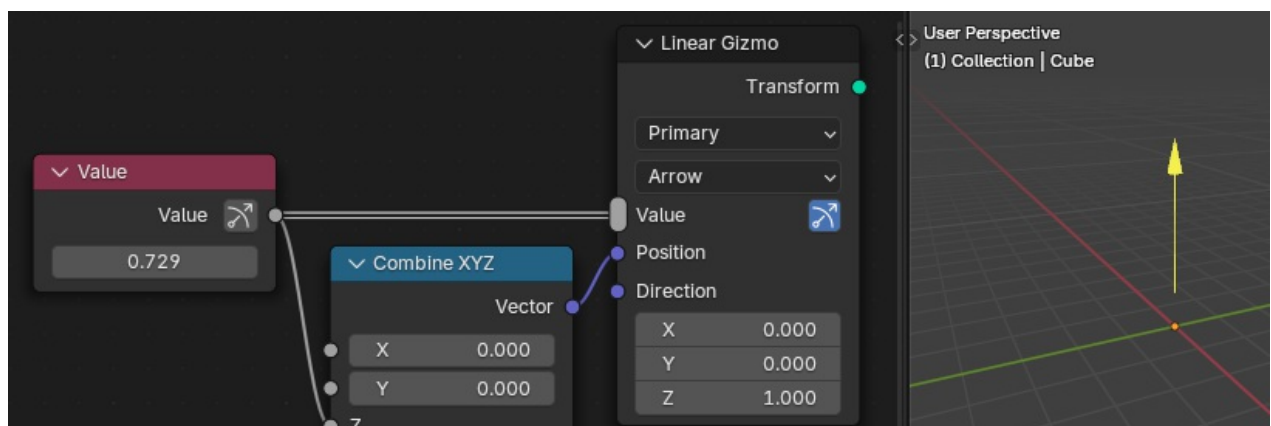 Value
Value
0.729
Combine XYZ
Vector
X 0.000
Y 0.000
Z
Linear Gizmo
Transform
Primary
Arrow
Value
Position
Direction
X 0.000
Y 0.000
Z 1.000
User Perspective
(1) Collection | Cube